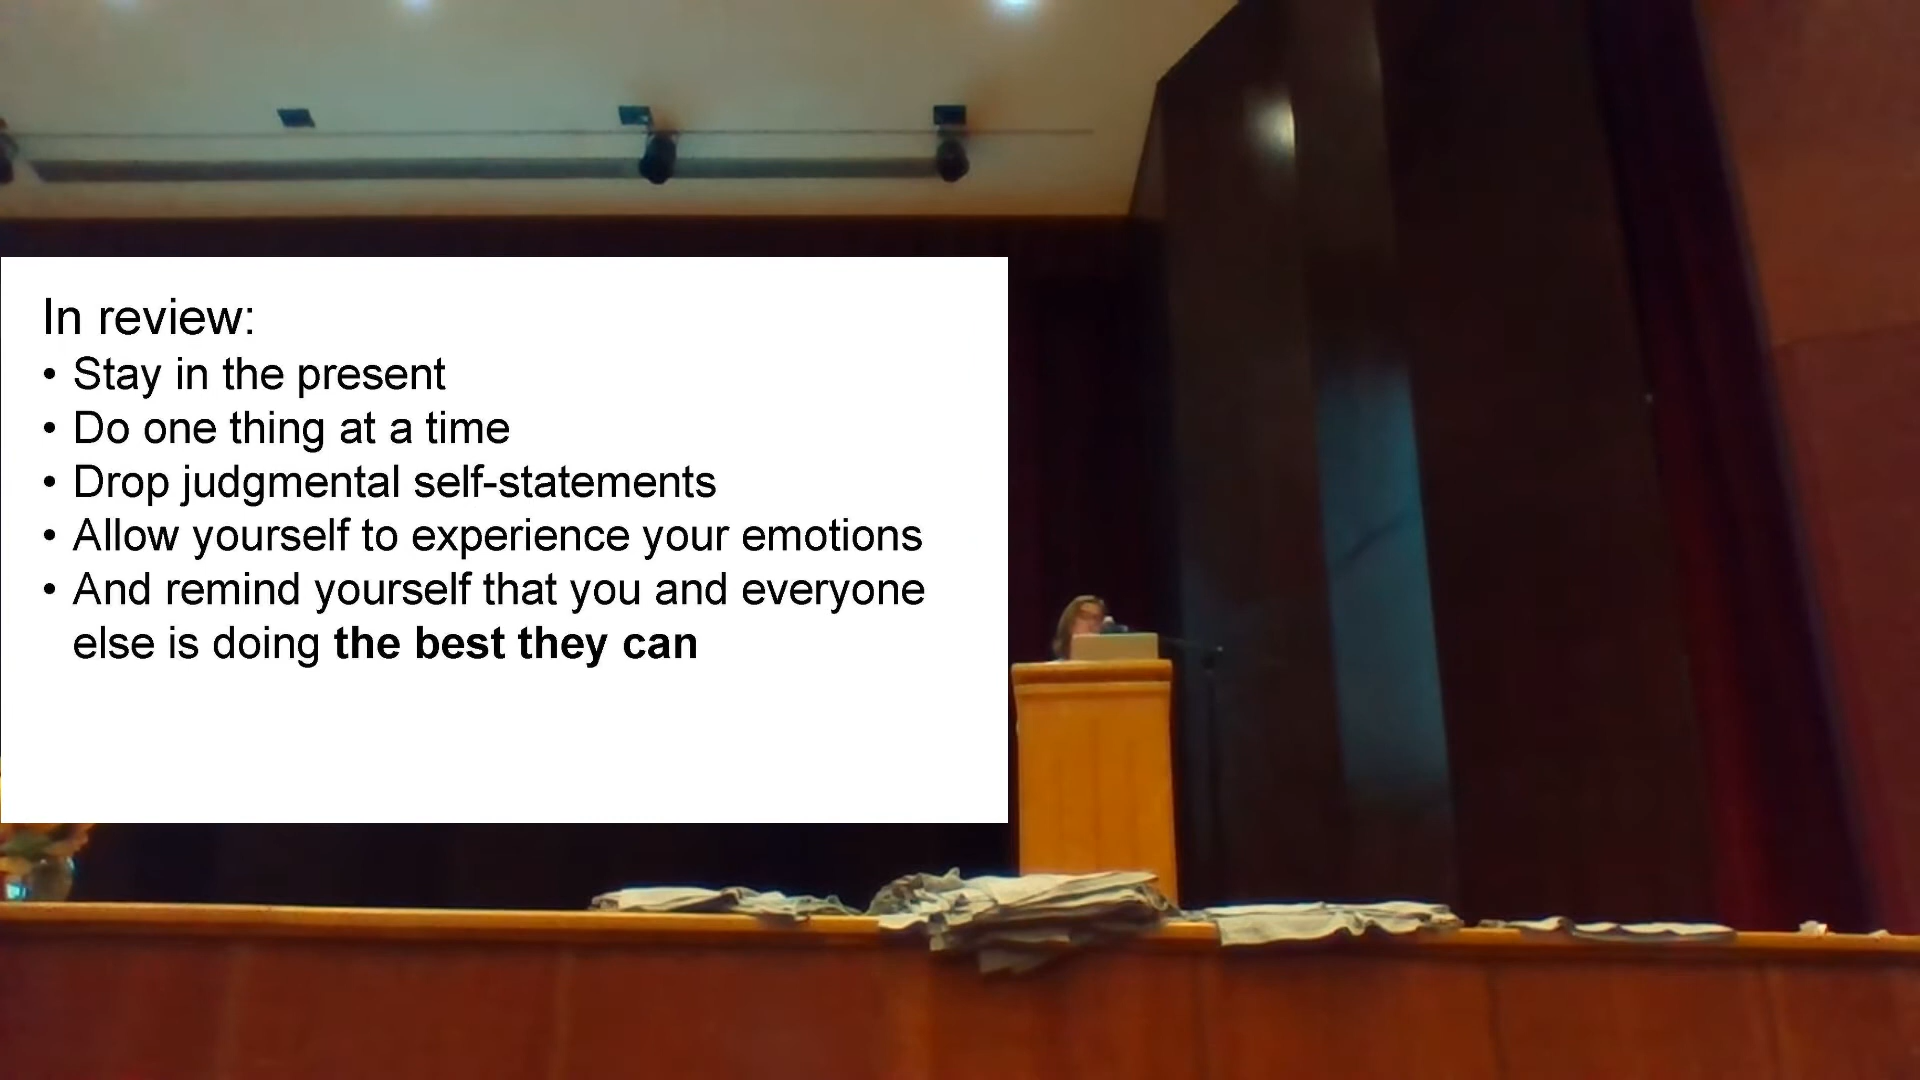 In review:
• Stay in the present
• Do one thing at a time
• Drop judgmental self-statements
• Allow yourself to experience your emotions
• And remind yourself that you and everyone
else is doing the best they can